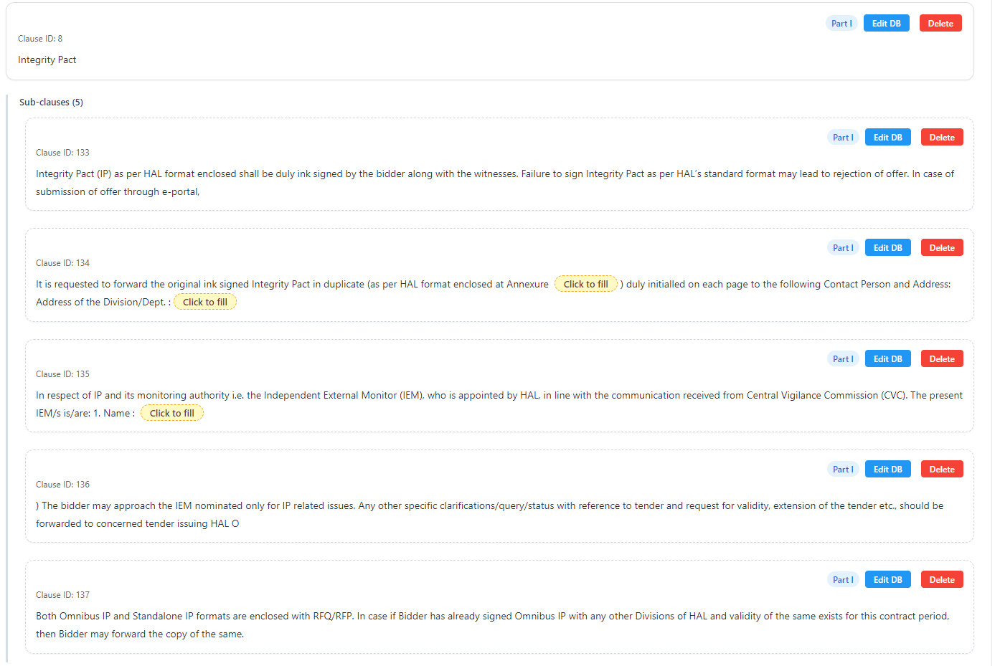 Part I Edit DB Delete
Clause ID: 8
Integrity Pact
Sub-clauses (5)
Part I Edit DB Delete
Clause ID: 133
Integrity Pact (IP) as per HAL format enclosed shall be duly ink signed by the bidder along with the witnesses. Failure to sign Integrity Pact as per HAL’s standard format may lead to rejection of offer. In case of
submission of offer through e-portal,
Part I Edit DB Delete
Clause ID: 134
It is requested to forward the original ink signed Integrity Pact in duplicate (as per HAL format enclosed at Annexure Click to fill ) duly initialled on each page to the following Contact Person and Address:
Address of the Division/Dept. : Click to fill
Part I Edit DB Delete
Clause ID: 135
In respect of IP and its monitoring authority i.e. the Independent External Monitor (IEM), who is appointed by HAL, in line with the communication received from Central Vigilance Commission (CVC). The present
IEM/s is/are: 1. Name : Click to fill
Part I Edit DB Delete
Clause ID: 136
) The bidder may approach the IEM nominated only for IP related issues. Any other specific clarifications/query/status with reference to tender and request for validity, extension of the tender etc., should be
forwarded to concerned tender issuing HAL O
Part I Edit DB Delete
Clause ID: 137
Both Omnibus IP and Standalone IP formats are enclosed with RFQ/RFP. In case if Bidder has already signed Omnibus IP with any other Divisions of HAL and validity of the same exists for this contract period,
then Bidder may forward the copy of the same.